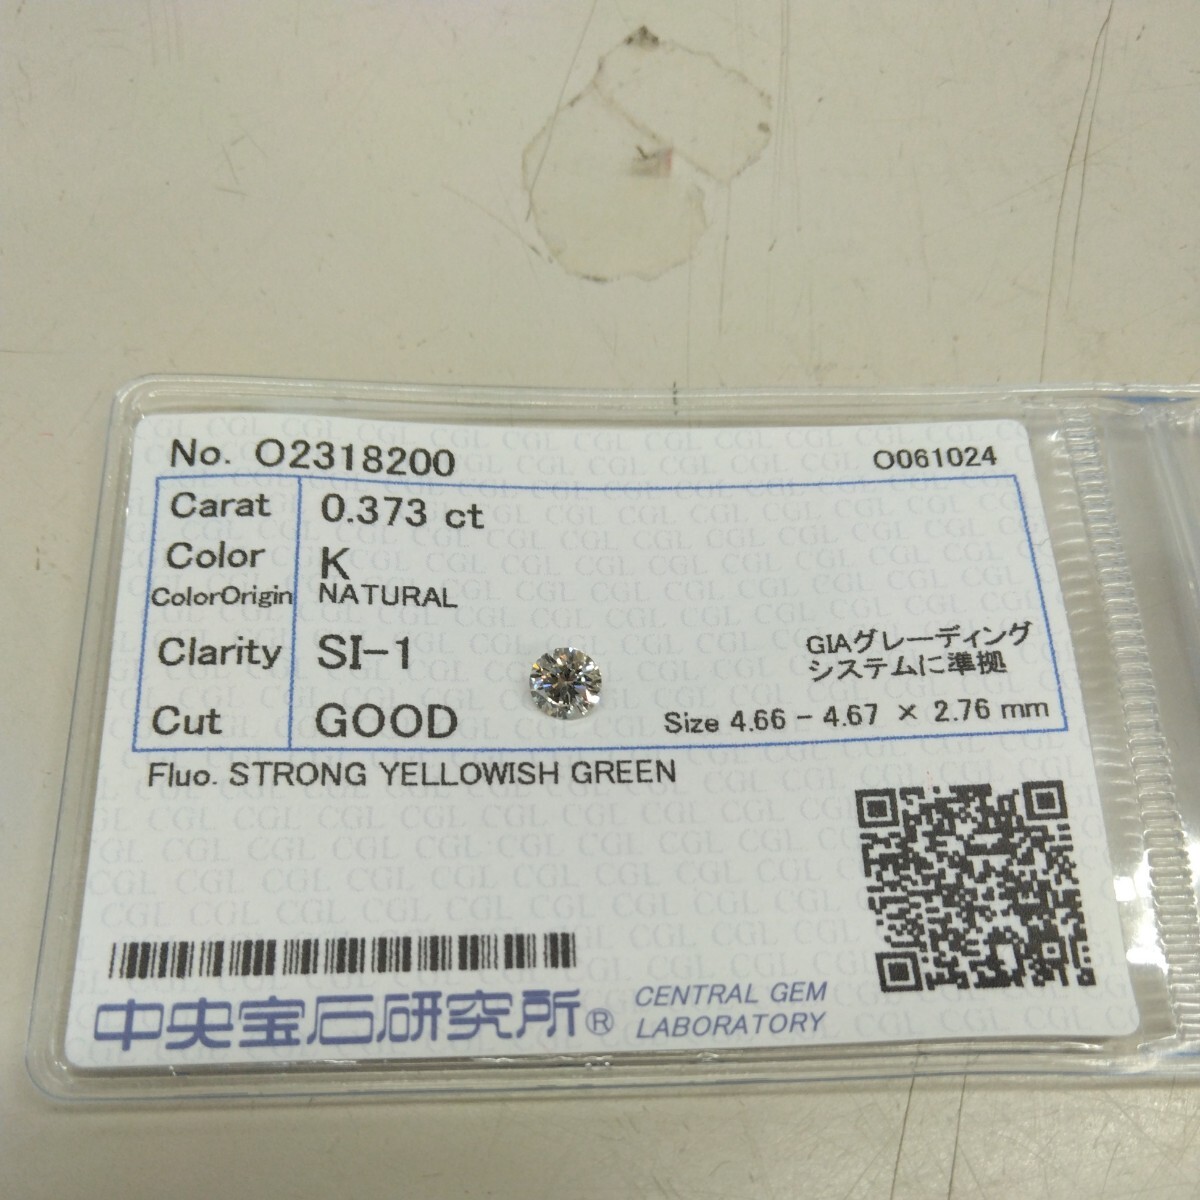 No. O2318200 O061024
Carat 0.373 ct
Color K
ColorOrigin NATURAL
Clarity SI-1
GIAグレーディング
システムに準拠
Cut GOOD
Size 4.66 - 4.67 × 2.76 mm
Fluo. STRONG YELLOWISH GREEN
中央宝石研究所®
CENTRAL GEM
LABORATORY